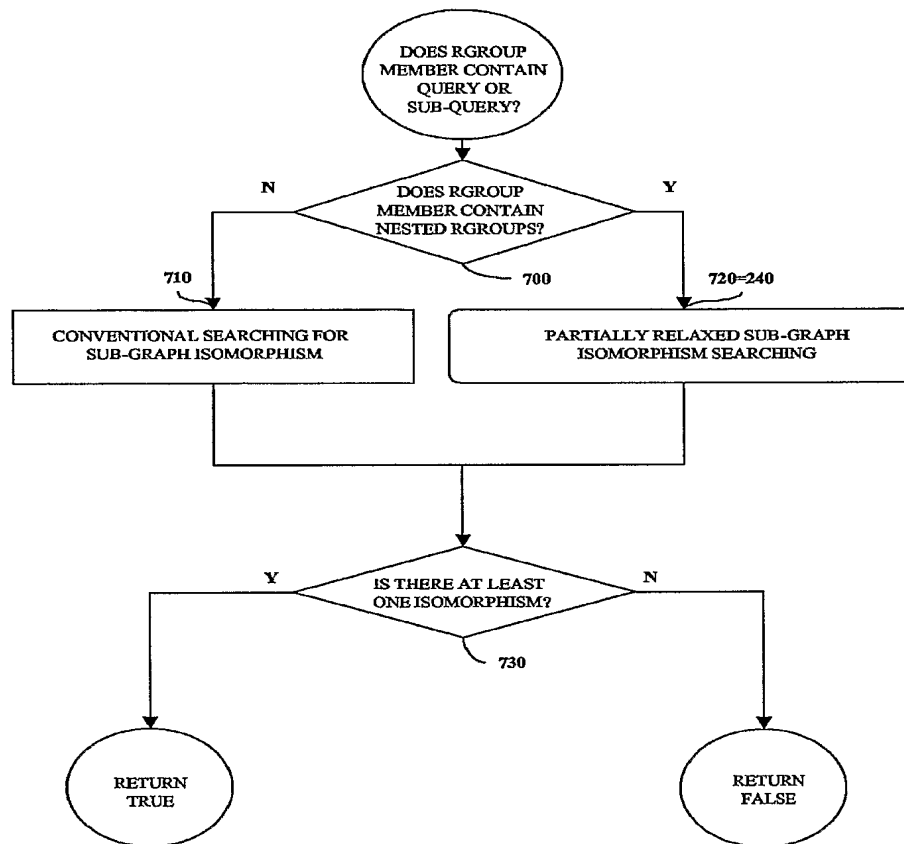 DOES RGROUP
MEMBER CONTAIN
QUERY OR
SUB-QUERY?
N
Y
DOES RGROUP
MEMBER CONTAIN
NESTED RGROUPS?
700
710
720=240
CONVENTIONAL SEARCHING FOR
SUB-GRAPH ISOMORPHISM
PARTIALLY RELAXED SUB-GRAPH
ISOMORPHISM SEARCHING
Y
N
IS THERE AT LEAST
ONE ISOMORPHISM?
730
RETURN
TRUE
RETURN
FALSE